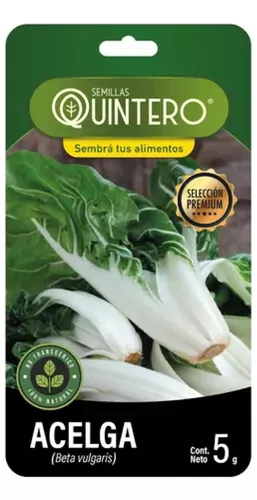 SEMILLAS
QUINTERO®
Sembrá tus alimentos
SELECCIÓN
PREMIUM
NO TRANSGÉNICO
100% NATURAL
ACELGA
(Beta vulgaris)
Cont. Neto 5 g